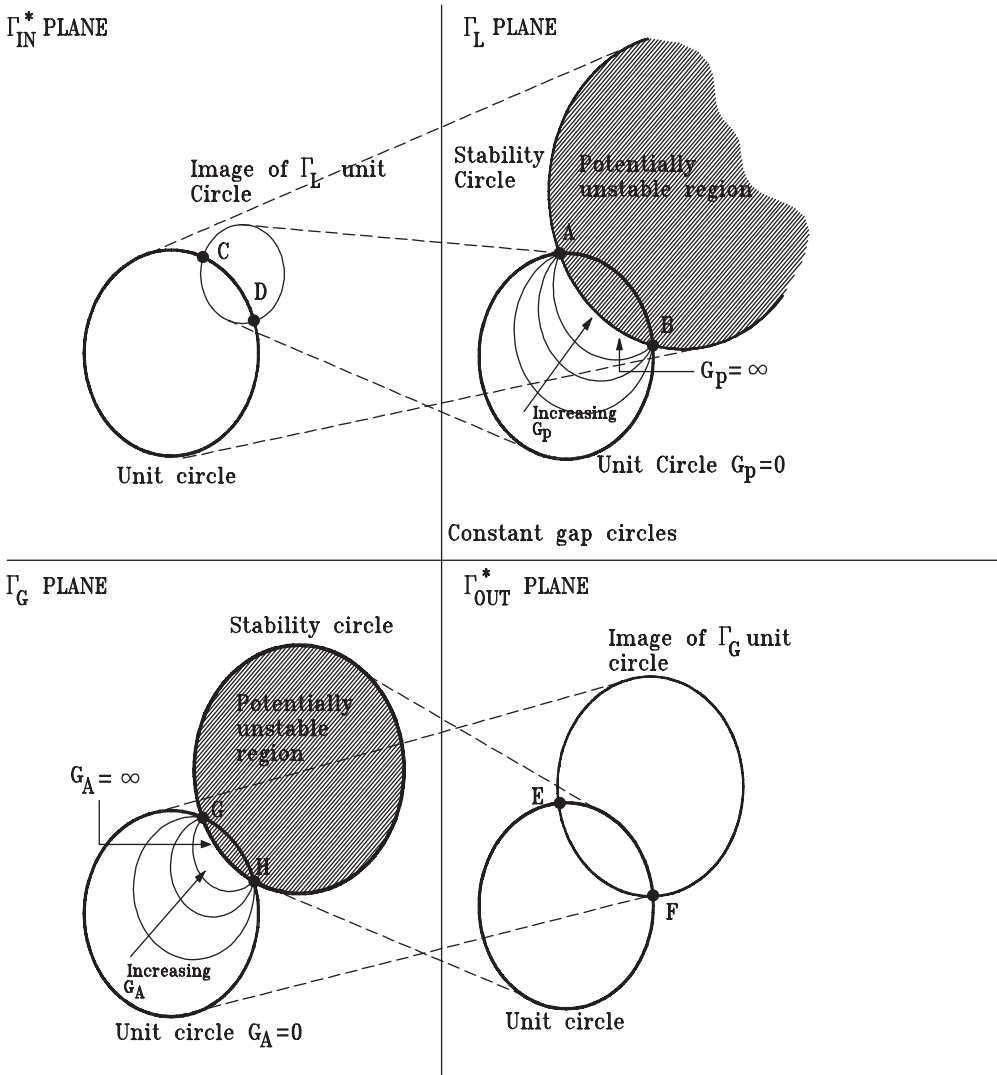 Γ*IN PLANE
Image of ΓL unit
Circle
C
D
Unit circle
ΓL PLANE
Stability
Circle
Potentially
unstable region
A
B
Gp = ∞
Increasing
Gp
Unit Circle Gp=0
Constant gap circles
ΓG PLANE
Stability circle
Potentially
unstable
region
GA = ∞
G
H
Increasing
GA
Unit circle GA=0
Γ*OUT PLANE
Image of ΓG unit
circle
E
F
Unit circle